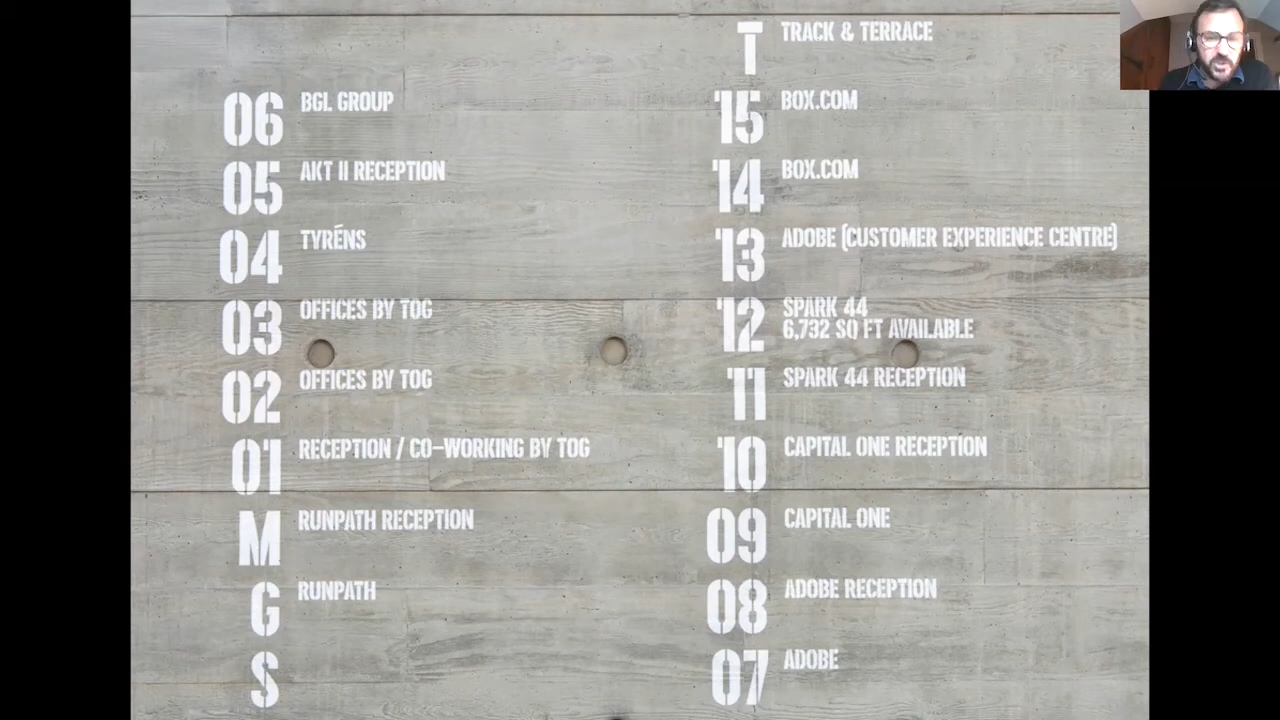 T TRACK & TERRACE
06 BGL GROUP
15 BOX.COM
05 AKT II RECEPTION
14 BOX.COM
04 TYRÉNS
13 ADOBE (CUSTOMER EXPERIENCE CENTRE)
03 OFFICES BY TOG
12 SPARK 44
6,732 SQ FT AVAILABLE
02 OFFICES BY TOG
11 SPARK 44 RECEPTION
01 RECEPTION / CO-WORKING BY TOG
10 CAPITAL ONE RECEPTION
M RUNPATH RECEPTION
09 CAPITAL ONE
G RUNPATH
08 ADOBE RECEPTION
S
07 ADOBE